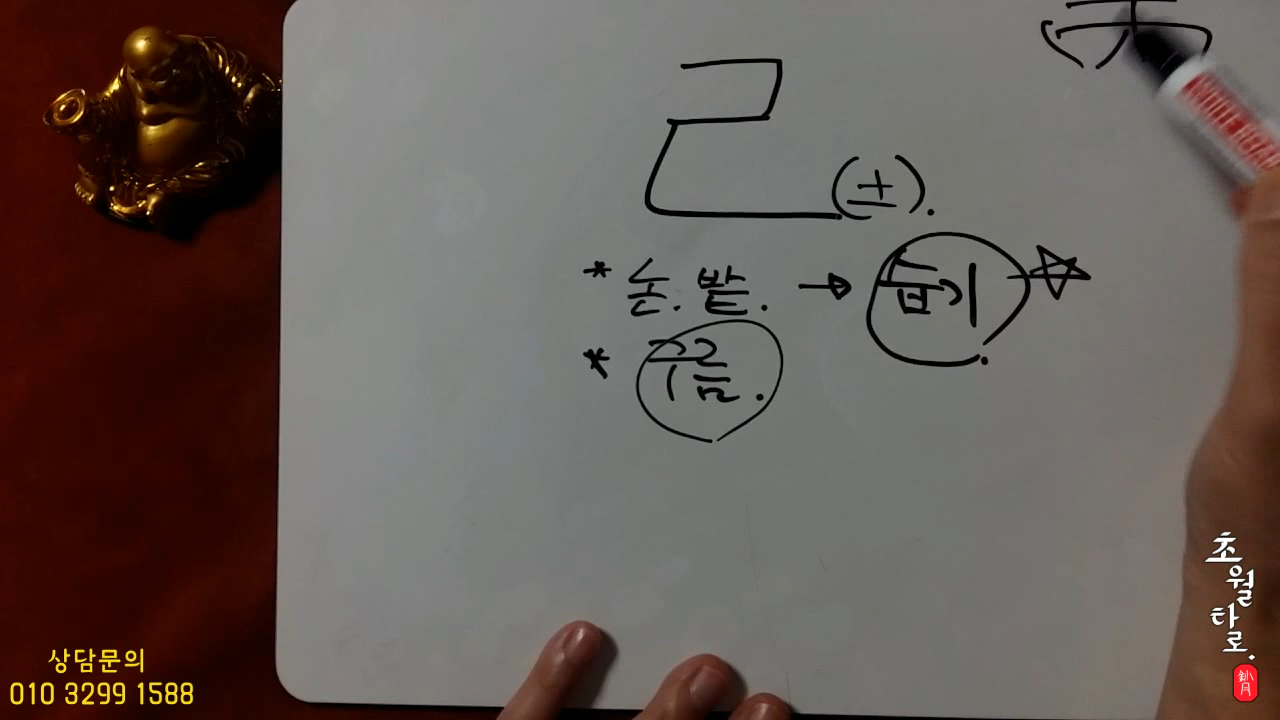 己(土).
* 논.밭. → 습기 ☆
* 구름.
초월타로.
상담문의
010 3299 1588